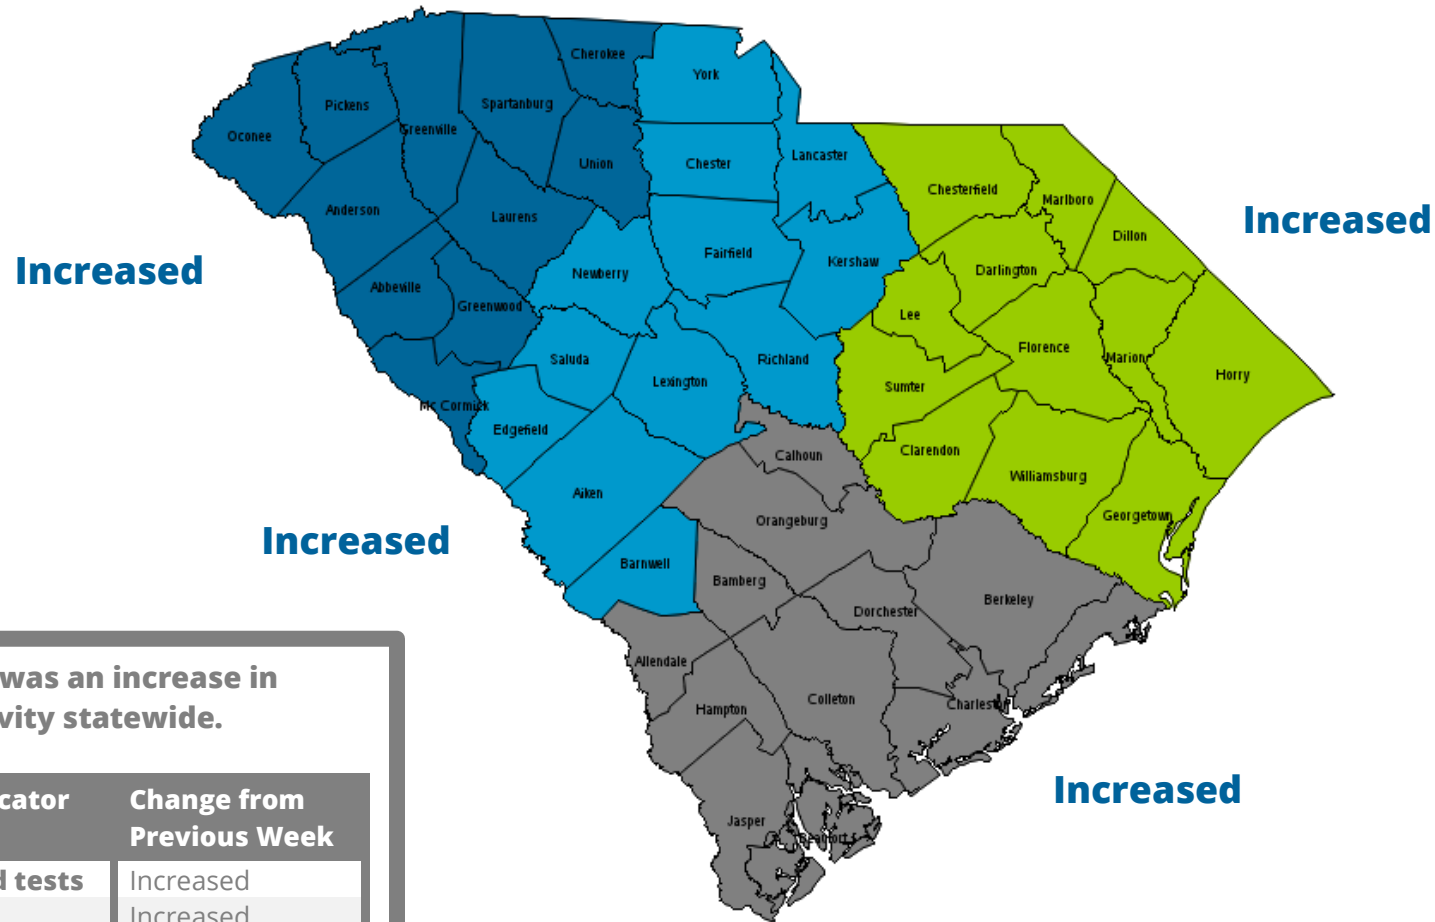 Cherokee
York
Pickens
Spartanburg
Greenville
Oconee
Union
Chester
Lancaster
Chesterfield
Marlboro
Anderson
Laurens
Increased
Dillon
Fairfield
Kershaw
Newberry
Darlington
Increased
Abbeville
Greenwood
Lee
Florence
Marion
Saluda
Richland
Horry
Lexington
Sumter
Mc Cormick
Edgefield
Clarendon
Calhoun
Williamsburg
Aiken
Orangeburg
Georgetown
Increased
Barnwell
Bamberg
Berkeley
Dorchester
Allendale
was an increase in
vity statewide.
Hampton
Colleton
Charleston
Increased
cator
Change from
Previous Week
Jasper
Beaufort
d tests
Increased
Increased